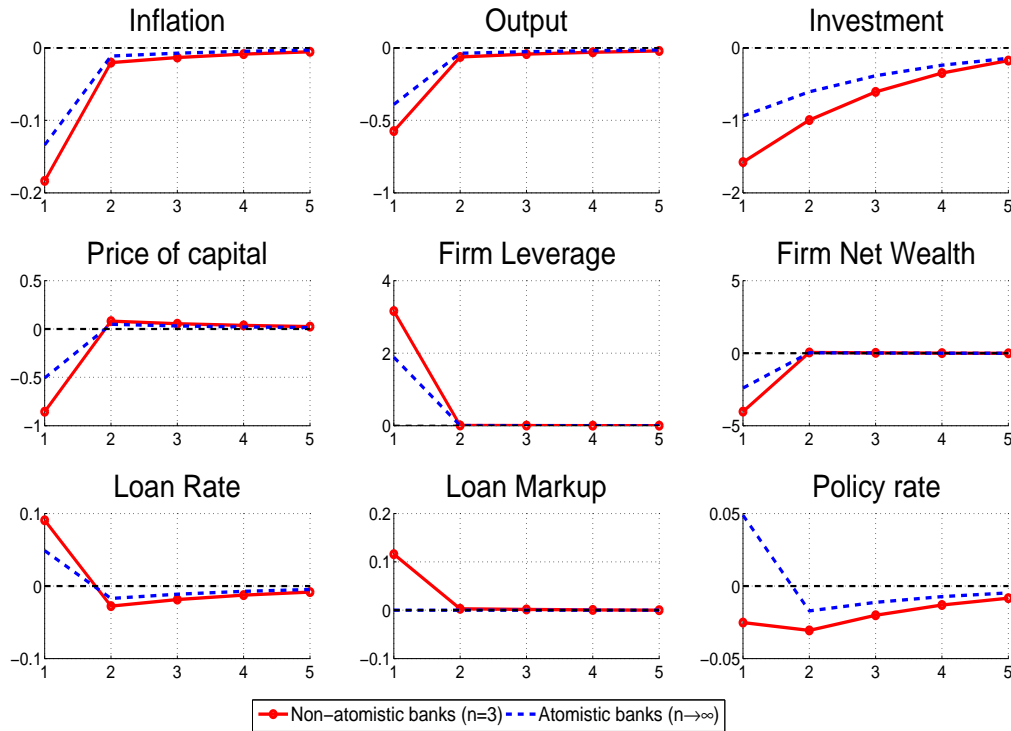 Inflation
0
−0.1
−0.2
1 2 3 4 5
Output
0
−0.5
−1
1 2 3 4 5
Investment
0
−1
−2
1 2 3 4 5
Price of capital
0.5
0
−0.5
−1
1 2 3 4 5
Firm Leverage
4
2
0
1 2 3 4 5
Firm Net Wealth
5
0
−5
1 2 3 4 5
Loan Rate
0.1
0
−0.1
1 2 3 4 5
Loan Markup
0.2
0.1
0
−0.1
1 2 3 4 5
Policy rate
0.05
0
−0.05
1 2 3 4 5
Non−atomistic banks (n=3) Atomistic banks (n→∞)